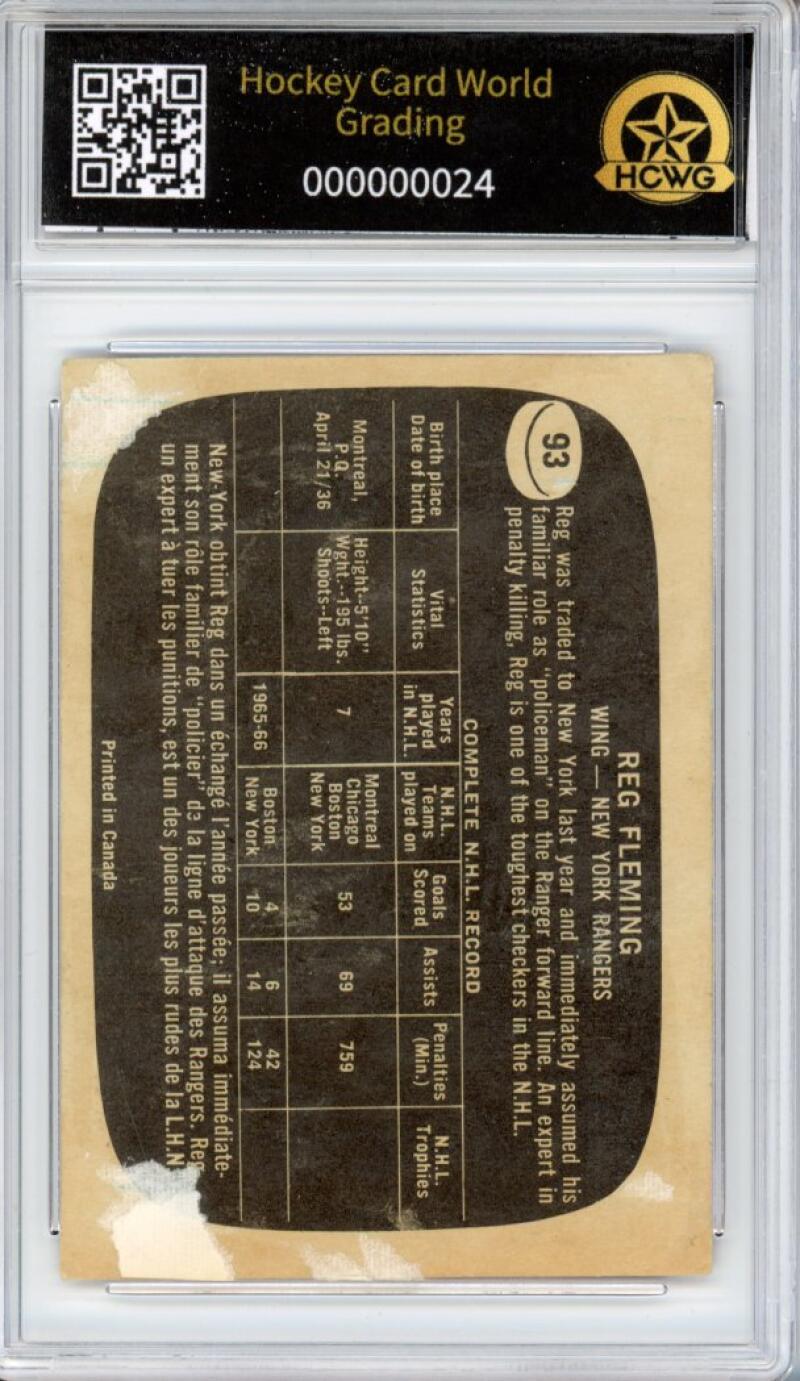 Hockey Card World
Grading
000000024
HCWG
93
REG FLEMING
WING — NEW YORK RANGERS
Reg was traded to New York last year and immediately assumed his
familiar role as "policeman" on the Ranger forward line. An expert in
penalty killing, Reg is one of the toughest checkers in the N.H.L.
COMPLETE N.H.L. RECORD
Birth place
Date of birth
Vital
Statistics
Years
played
in N.H.L.
N.H.L.
Teams
played on
Goals
Scored
Assists
Penalties
(Min.)
N.H.L.
Trophies
Montreal,
P.Q.
April 21/36
Height--5'10"
Wght.--195 lbs.
Shoots--Left
7
Montreal
Chicago
Boston
New York
53
69
759
1965-66
Boston 4 6 42
New York 10 14 124
New-York obtint Reg dans un échange l'année passée; il assuma immédiate-
ment son rôle familier de "policier" de la ligne d'attaque des Rangers. Reg
un expert à tuer les punitions, est un des joueurs les plus rudes de la L.H.N
Printed in Canada